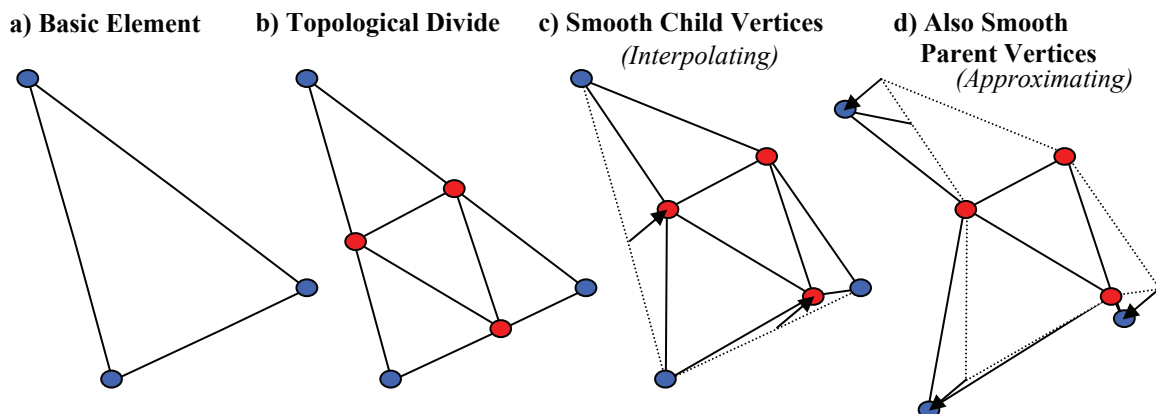 a) Basic Element
b) Topological Divide
c) Smooth Child Vertices
(Interpolating)
d) Also Smooth
Parent Vertices
(Approximating)